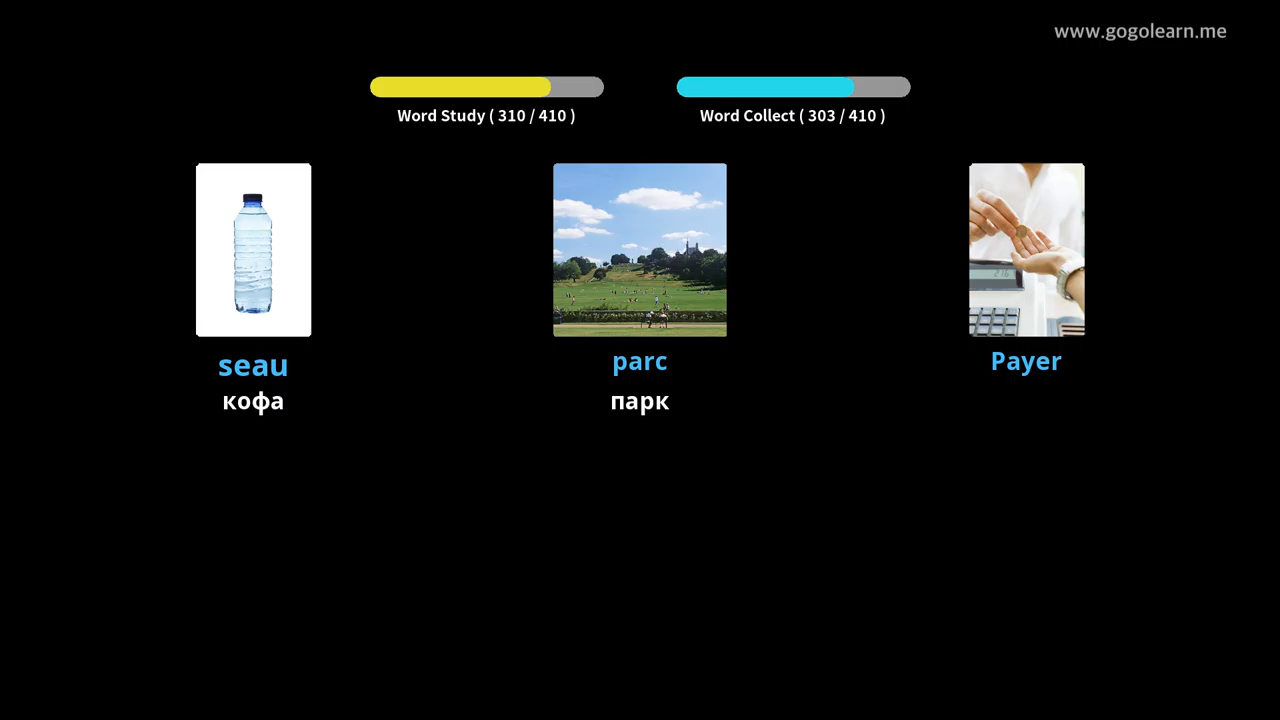 www.gogolearn.me
Word Study ( 310 / 410 )
Word Collect ( 303 / 410 )
seau
parc
Payer
кофа
парк